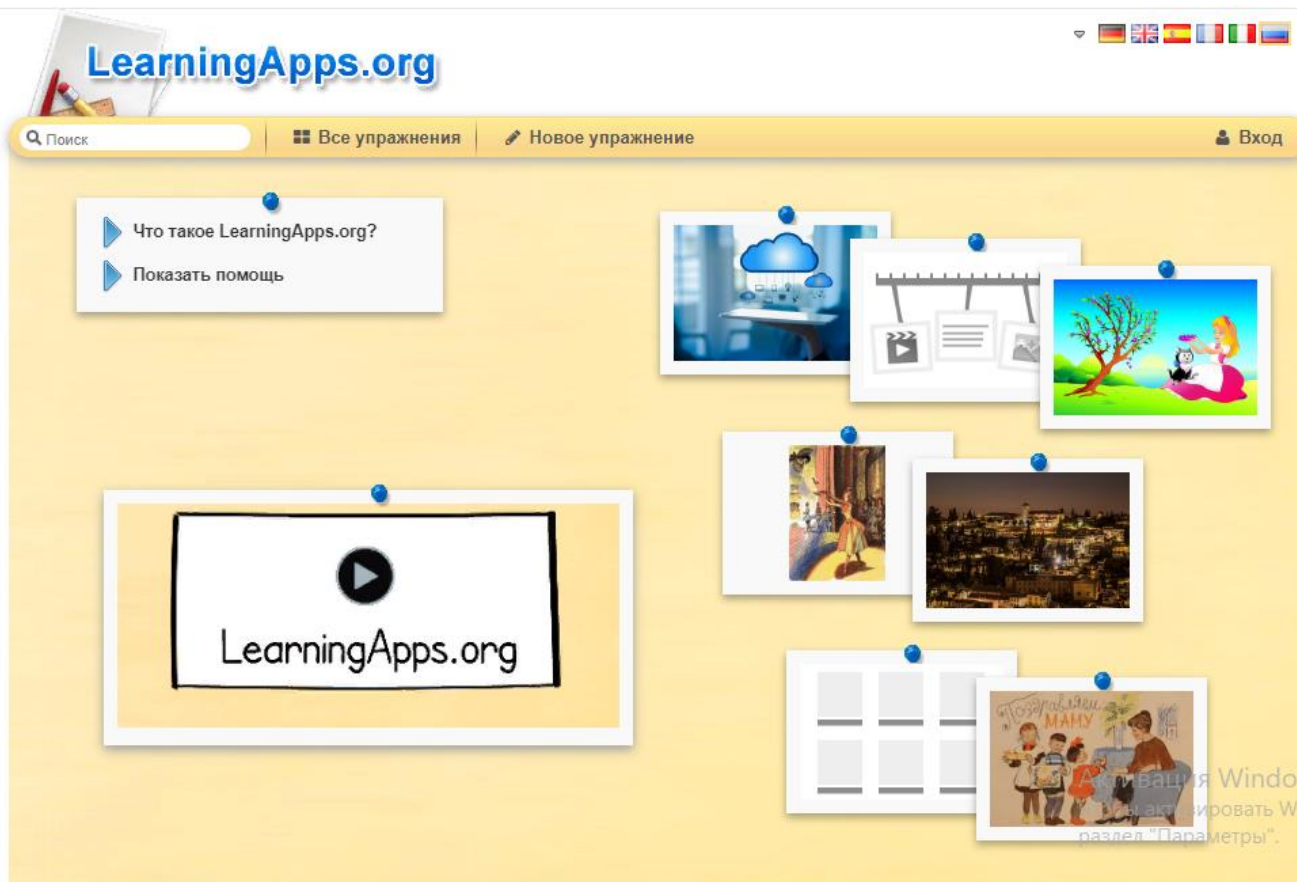 LearningApps.org
Поиск
Все упражнения
Новое упражнение
Вход
Что такое LearningApps.org?
Показать помощь
LearningApps.org
Поздравляем
МАМУ
Активация Windo
раздел "Параметры".